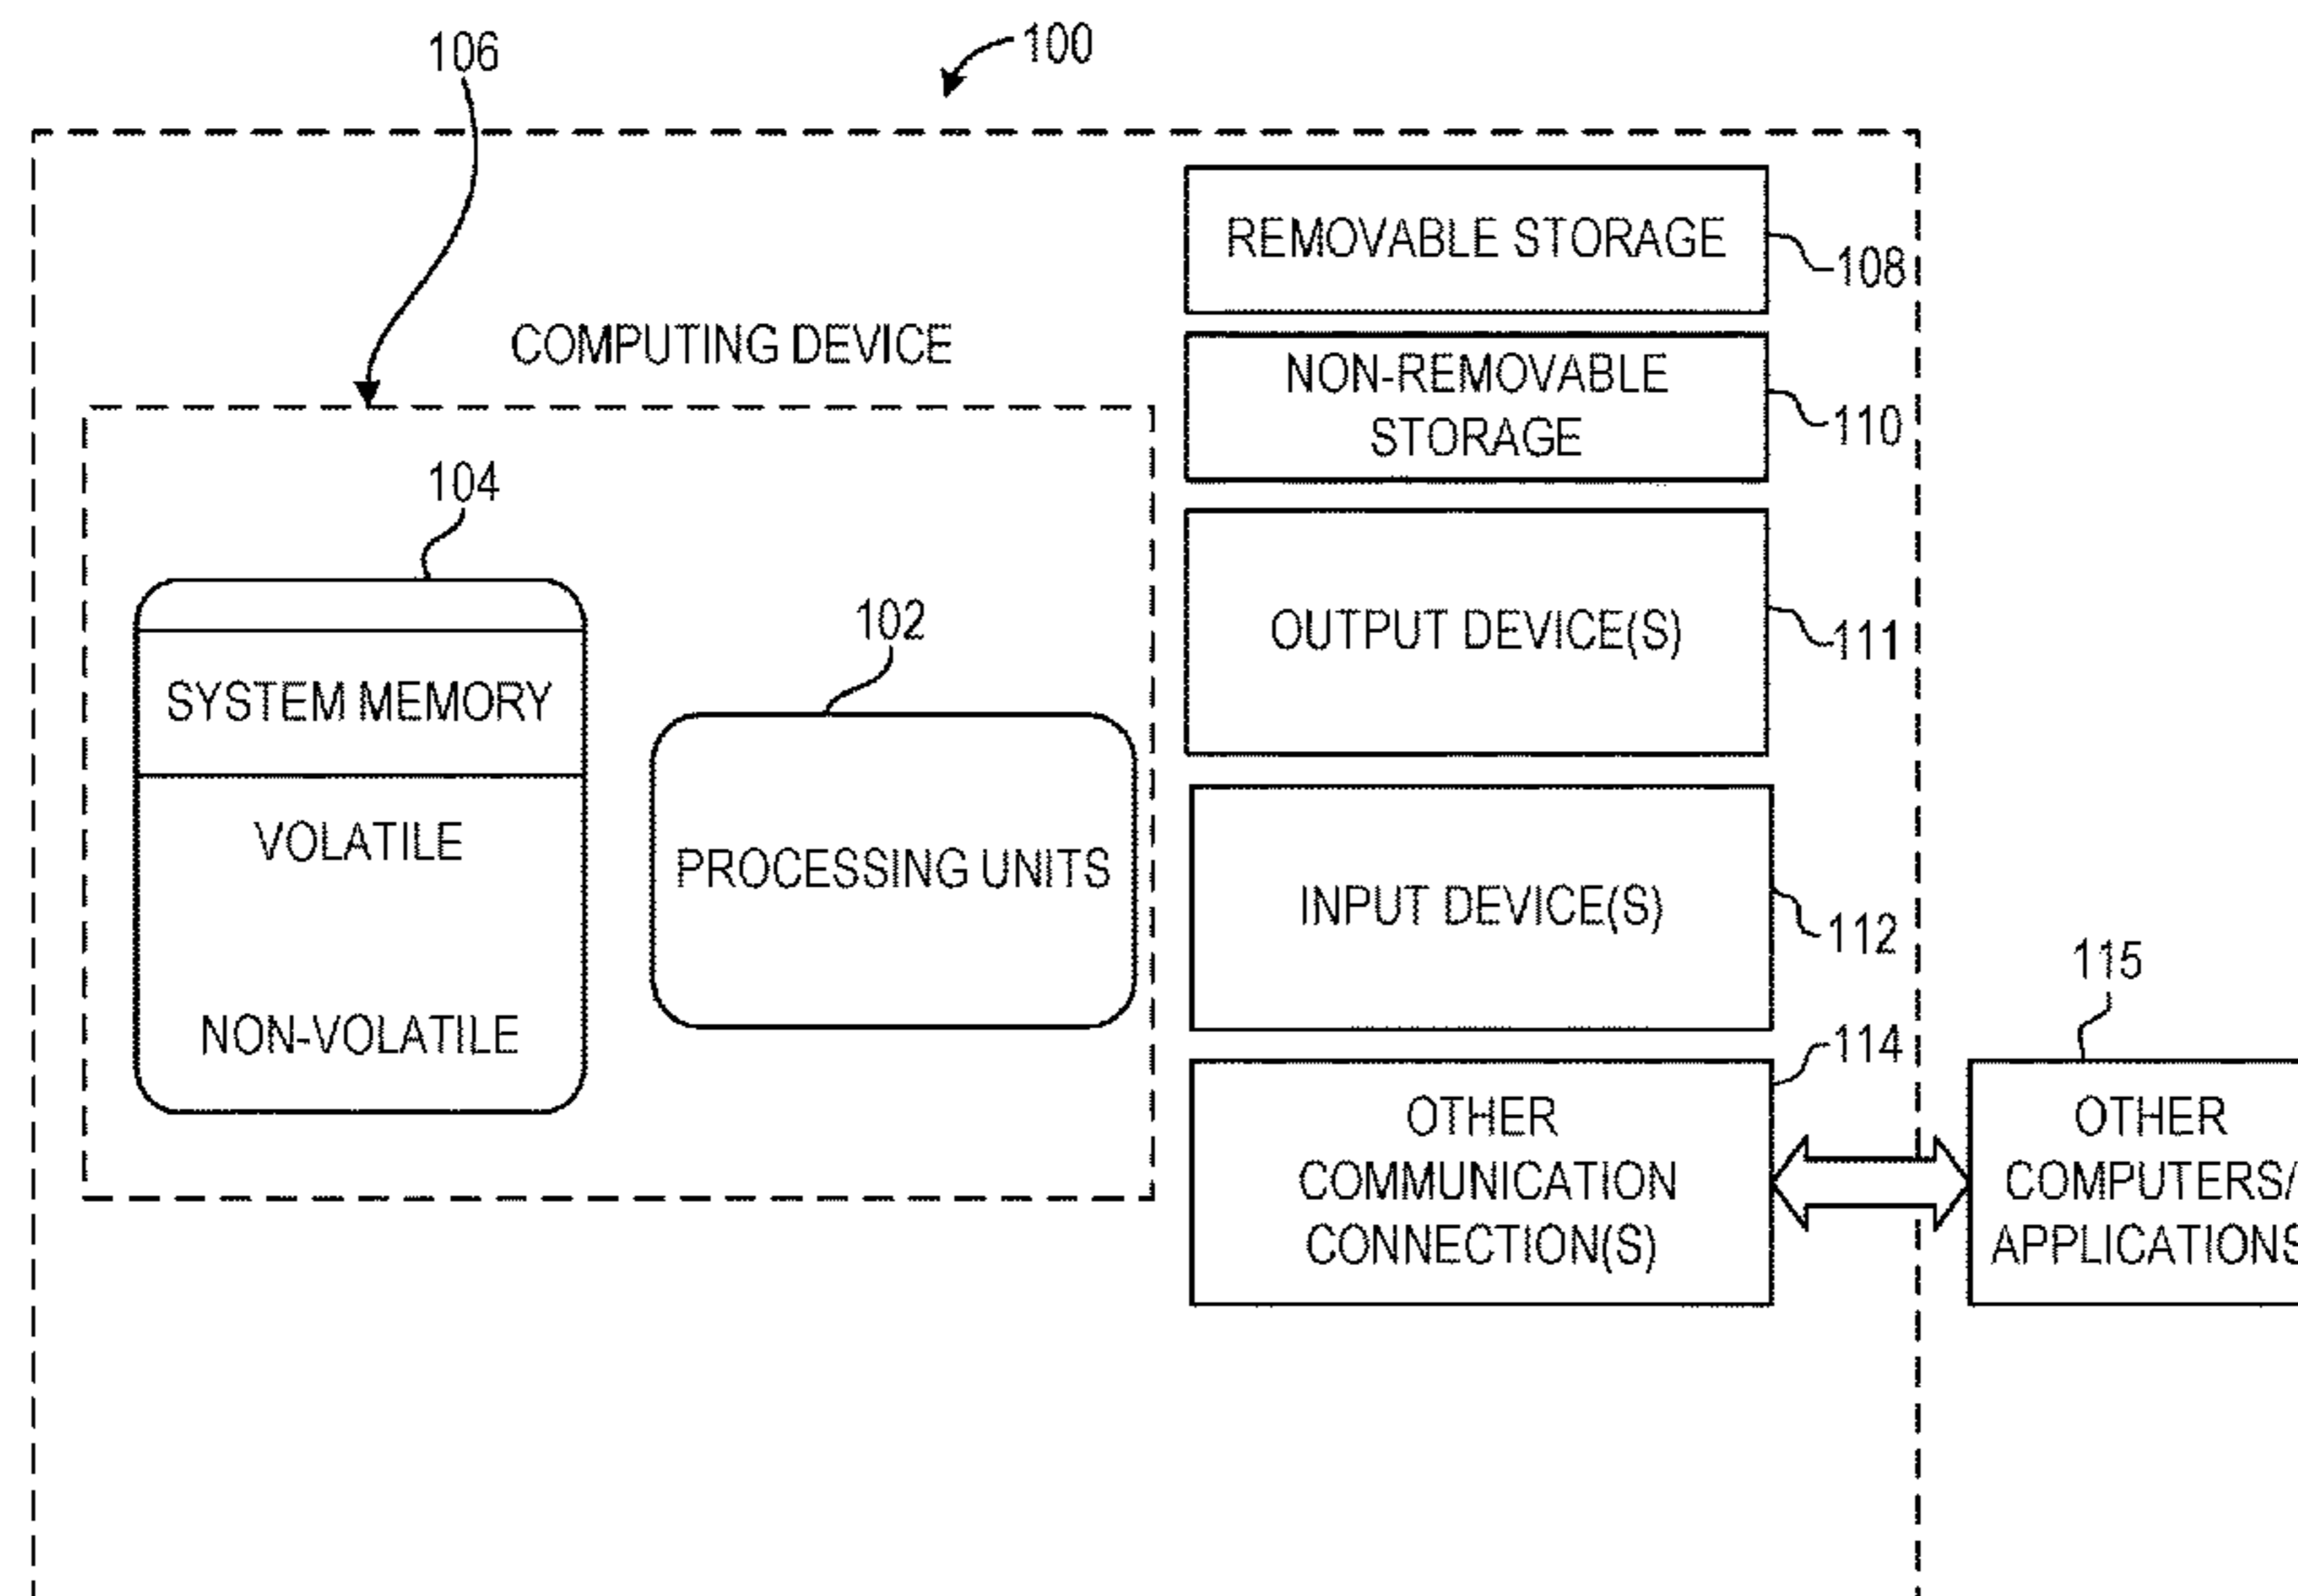 106
100
REMOVABLE STORAGE
108
COMPUTING DEVICE
NON-REMOVABLE
STORAGE
110
104
OUTPUT DEVICE(S)
111
102
SYSTEM MEMORY
VOLATILE
PROCESSING UNITS
INPUT DEVICE(S)
112
115
NON-VOLATILE
114
OTHER
COMMUNICATION
CONNECTION(S)
OTHER
COMPUTERS/
APPLICATIONS